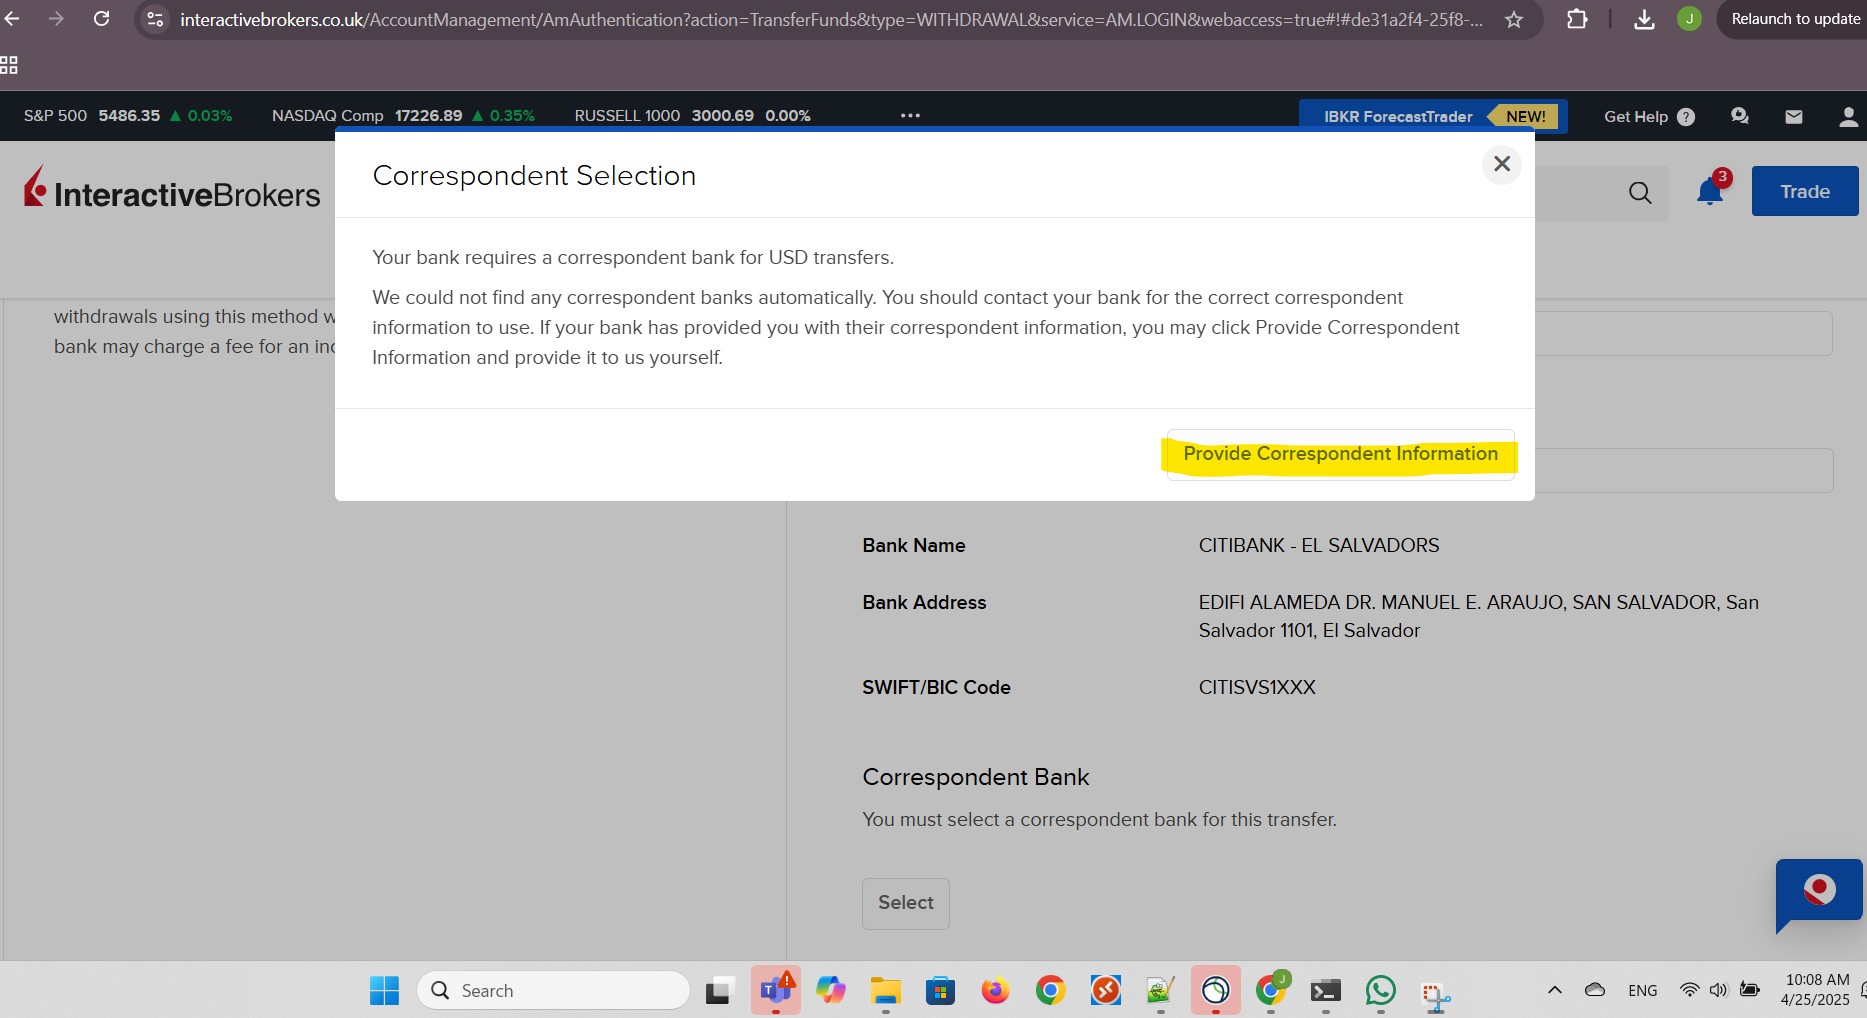 interactivebrokers.co.uk/AccountManagement/AmAuthentication?action=TransferFunds&type=WITHDRAWAL&service=AM.LOGIN&webaccess=true#!#de31a2f4-25f8-...
J
Relaunch to update
S&P 500 5486.35 ▲ 0.03% NASDAQ Comp 17226.89 ▲ 0.35% RUSSELL 1000 3000.69 0.00% ••• IBKR ForecastTrader NEW! Get Help ?
Correspondent Selection
InteractiveBrokers
3
Trade
Your bank requires a correspondent bank for USD transfers.
We could not find any correspondent banks automatically. You should contact your bank for the correct correspondent
information to use. If your bank has provided you with their correspondent information, you may click Provide Correspondent
Information and provide it to us yourself.
withdrawals using this method
bank may charge a fee for an
Provide Correspondent Information
Bank Name CITIBANK - EL SALVADORS
Bank Address EDIFI ALAMEDA DR. MANUEL E. ARAUJO, SAN SALVADOR, San
Salvador 1101, El Salvador
SWIFT/BIC Code CITISVS1XXX
Correspondent Bank
You must select a correspondent bank for this transfer.
Select
Search
T
J
ENG
10:08 AM
4/25/2025